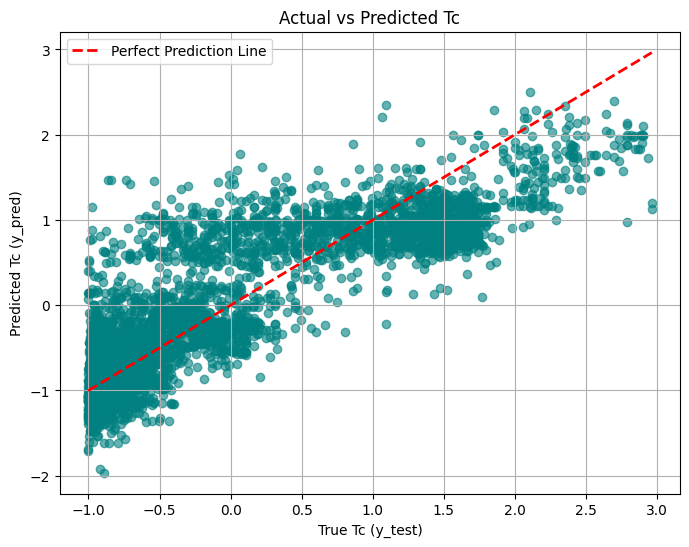 Actual vs Predicted Tc
Perfect Prediction Line
Predicted Tc (y_pred)
3
2
1
0
−1
−2
−1.0 −0.5 0.0 0.5 1.0 1.5 2.0 2.5 3.0
True Tc (y_test)